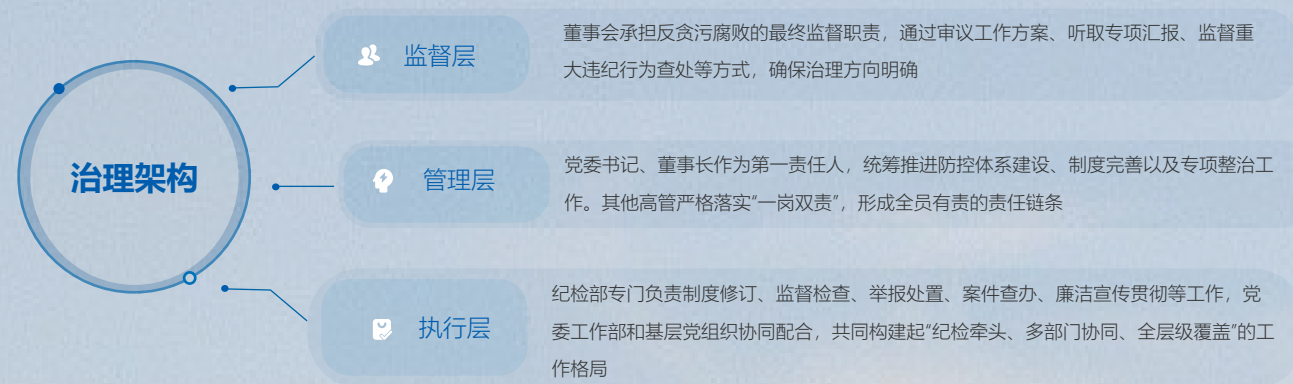 治理架构
监督层
董事会承担反贪污腐败的最终监督职责，通过审议工作方案、听取专项汇报、监督重
大违纪行为查处等方式，确保治理方向明确
管理层
党委书记、董事长作为第一责任人，统筹推进防控体系建设、制度完善以及专项整治工
作。其他高管严格落实“一岗双责”，形成全员有责的责任链条
执行层
纪检部专门负责制度修订、监督检查、举报处置、案件查办、廉洁宣传贯彻等工作，党
委工作部和基层党组织协同配合，共同构建起“纪检牵头、多部门协同、全层级覆盖”的工
作格局